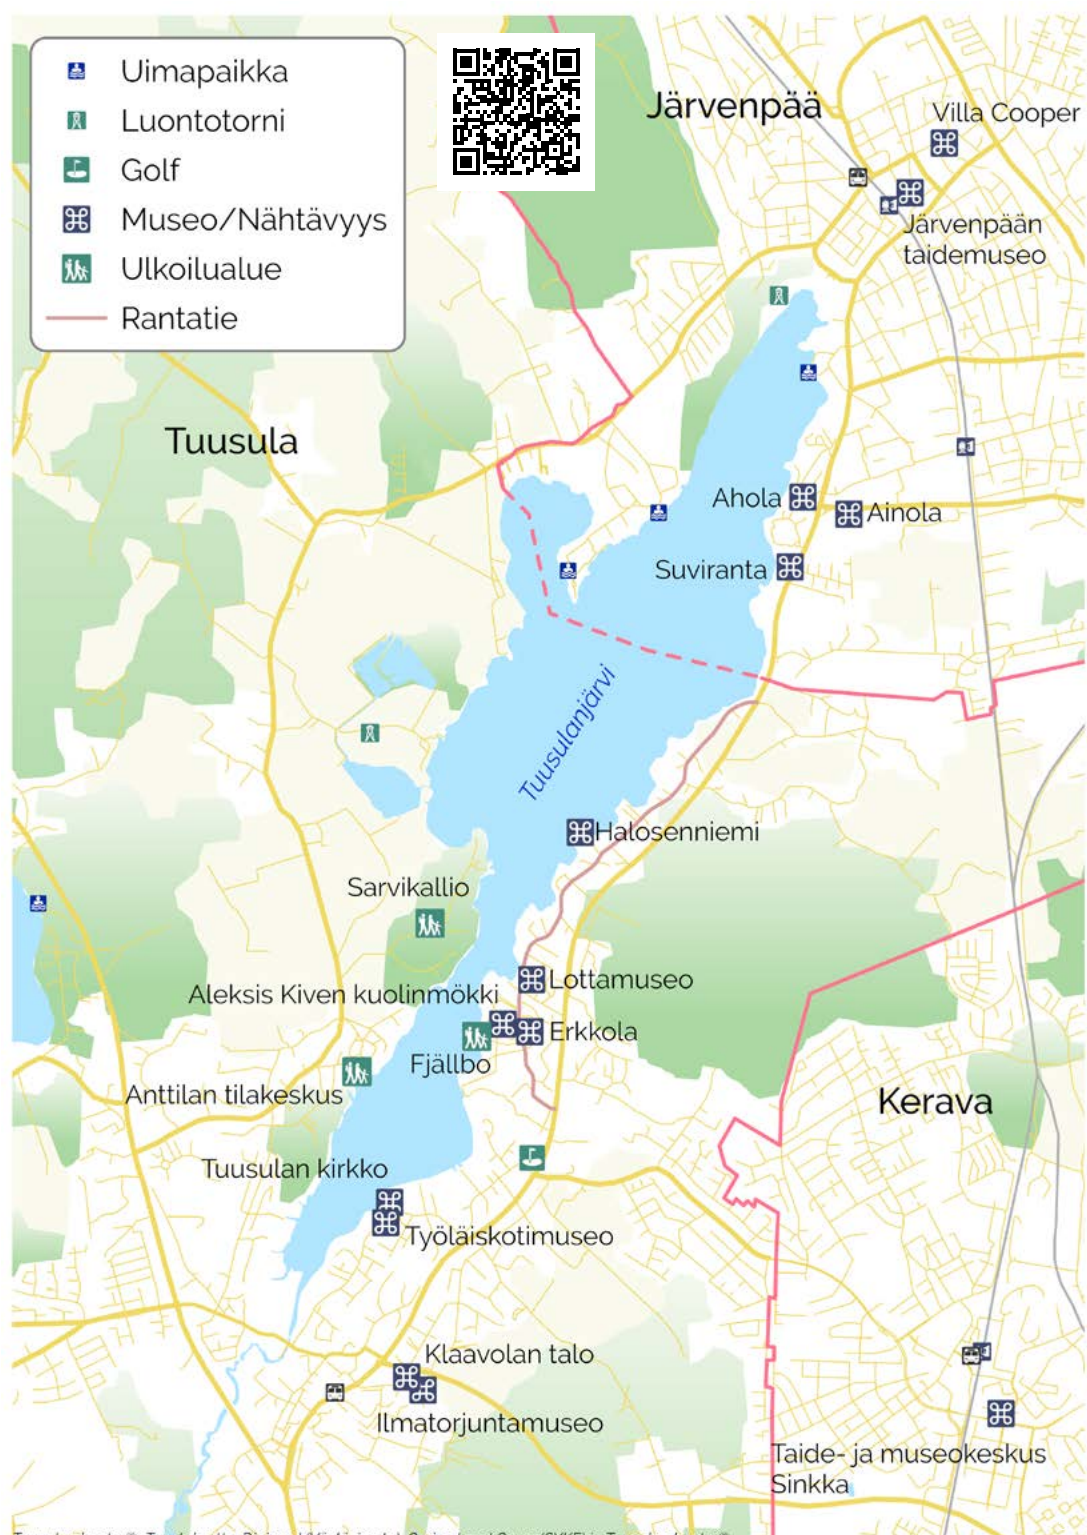 Uimapaikka
Luontotorni
Golf
Museo/Nähtävyys
Ulkoilualue
Rantatie
Järvenpää
Villa Cooper
Järvenpään
taidemuseo
Tuusula
Ahola
Ainola
Suviranta
Tuusulanjärvi
Halosenniemi
Sarvikallio
Lottamuseo
Aleksis Kiven kuolinmökki
Erkkola
Fjällbo
Anttilan tilakeskus
Kerava
Tuusulan kirkko
Työläiskotimuseo
Klaavolan talo
Ilmatorjuntamuseo
Taide- ja museokeskus
Sinkka